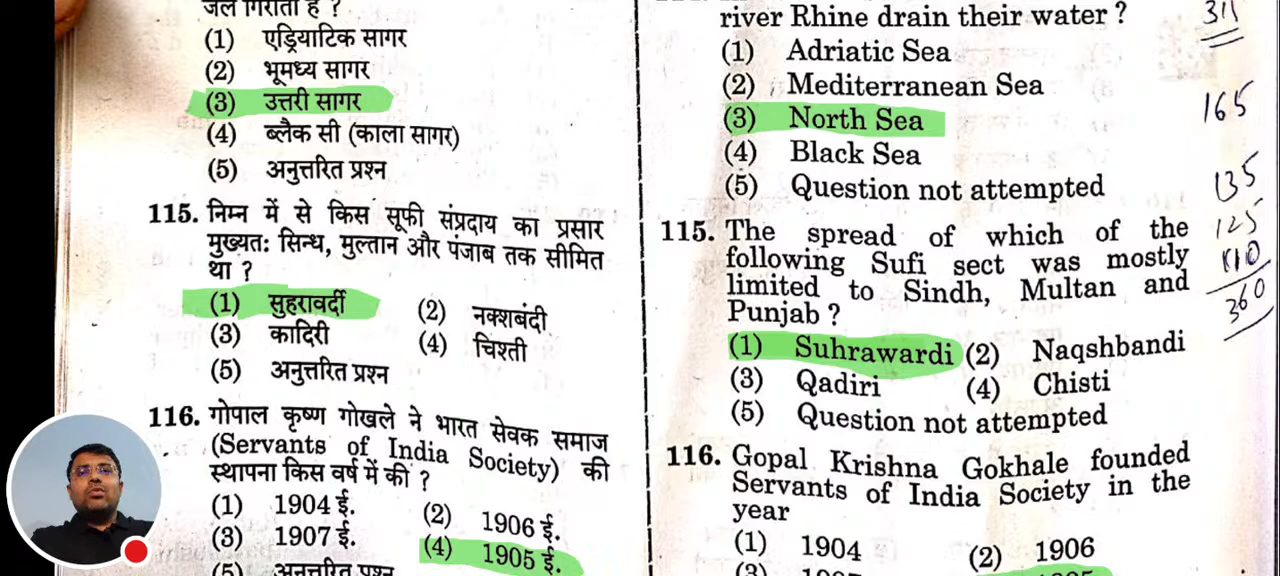 जल गिराती है ?
(1) एड्रियाटिक सागर
(2) भूमध्य सागर
(3) उत्तरी सागर
(4) ब्लैक सी (काला सागर)
(5) अनुत्तरित प्रश्न
115. निम्न में से किस सूफी संप्रदाय का प्रसार
मुख्यत: सिन्ध, मुल्तान और पंजाब तक सीमित
था ?
(1) सुहरावर्दी (2) नक्शबंदी
(3) कादिरी (4) चिश्ती
(5) अनुत्तरित प्रश्न
116. गोपाल कृष्ण गोखले ने भारत सेवक समाज
(Servants of India Society) की
स्थापना किस वर्ष में की ?
(1) 1904 ई. (2) 1906 ई.
(3) 1907 ई. (4) 1905 ई.
(5) अनुत्तरित प्रश्न
river Rhine drain their water ?
(1) Adriatic Sea
(2) Mediterranean Sea
(3) North Sea
(4) Black Sea
(5) Question not attempted
115. The spread of which of the
following Sufi sect was mostly
limited to Sindh, Multan and
Punjab ?
(1) Suhrawardi (2) Naqshbandi
(3) Qadiri (4) Chisti
(5) Question not attempted
116. Gopal Krishna Gokhale founded
Servants of India Society in the
year
(1) 1904 (2) 1906
(3)
311
165
135
125
110
360